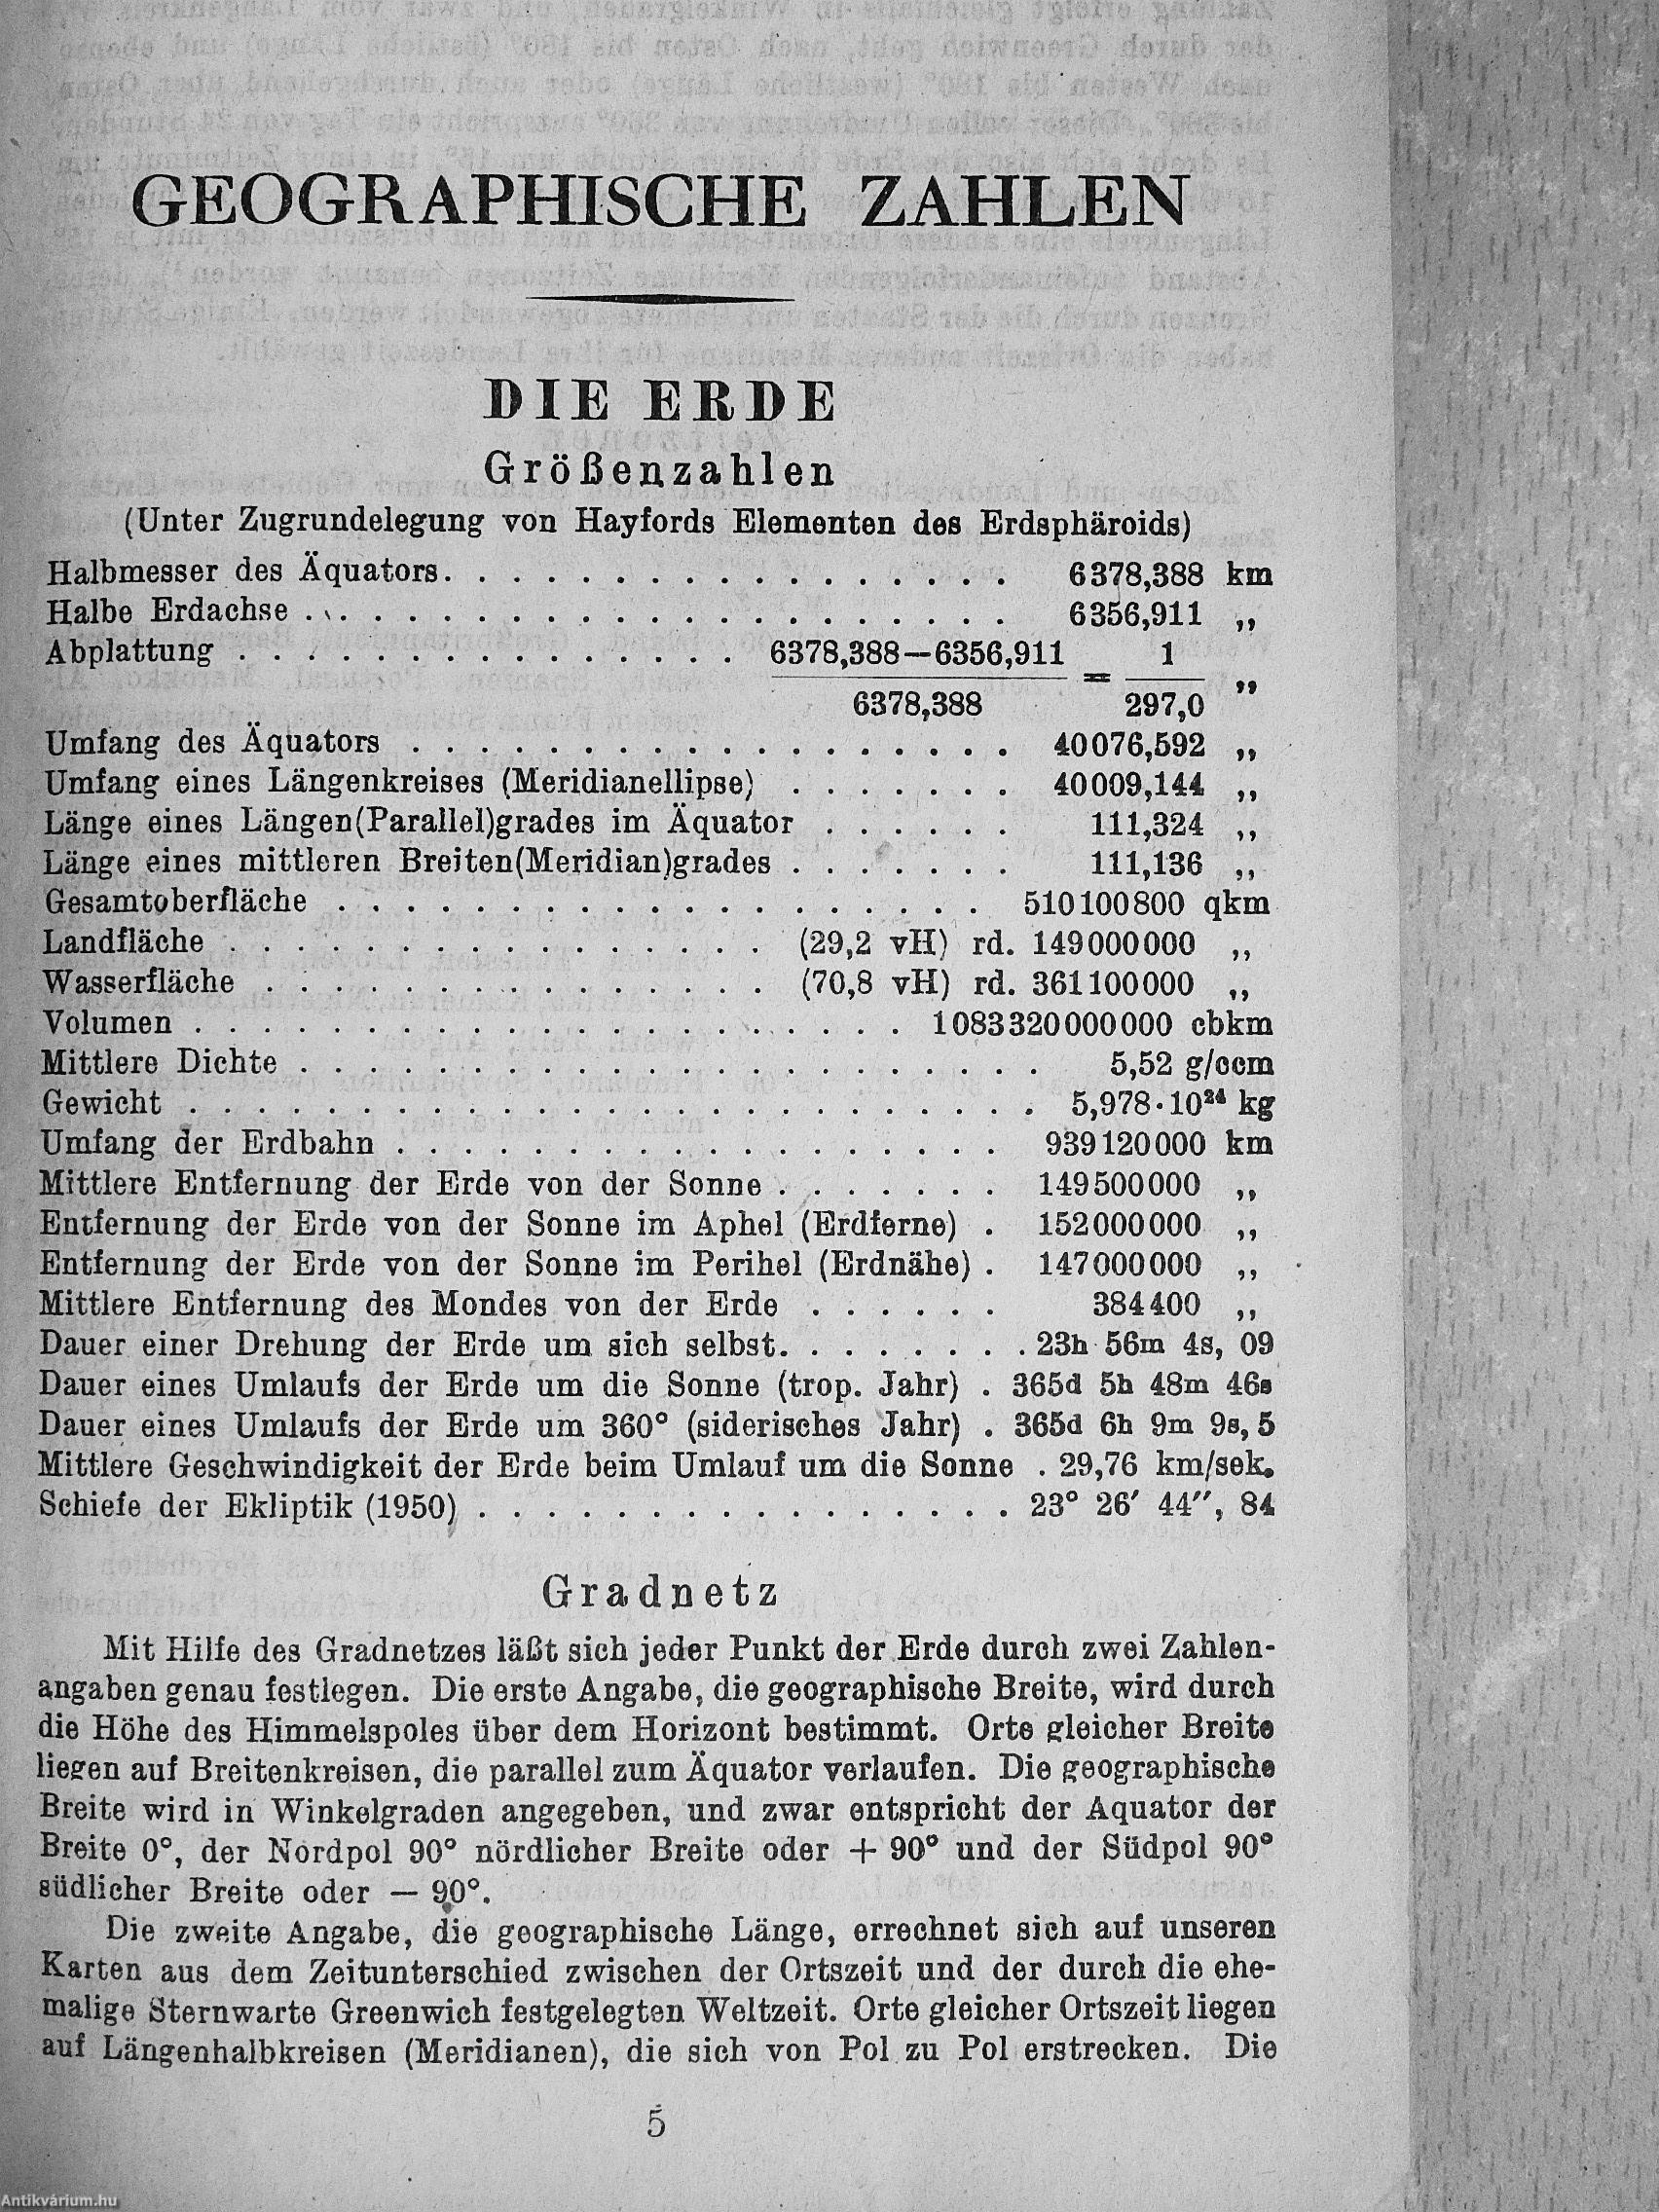 GEOGRAPHISCHE ZAHLEN
DIE ERDE
Größenzahlen
(Unter Zugrundelegung von Hayfords Elementen des Erdsphäroids)
Halbmesser des Äquators. . . . . . . . . . . . . . . . . 6378,388 km
Halbe Erdachse . . . . . . . . . . . . . . . . . . . . . 6356,911 „
Abplattung . . . . . . . . . . . . . . . 6378,388—6356,911 / 6378,388 = 1 / 297,0 „
Umfang des Äquators . . . . . . . . . . . . . . . . . . 40076,592 „
Umfang eines Längenkreises (Meridianellipse) . . . . . . . 40009,144 „
Länge eines Längen(Parallel)grades im Äquator . . . . . . 111,324 „
Länge eines mittleren Breiten(Meridian)grades . . . . . . . 111,136 „
Gesamtoberfläche . . . . . . . . . . . . . . . . . . . 510100800 qkm
Landfläche . . . . . . . . . . . . . . . . (29,2 vH) rd. 149000000 „
Wasserfläche . . . . . . . . . . . . . . . (70,8 vH) rd. 361100000 „
Volumen . . . . . . . . . . . . . . . . . . . . . 1083320000000 cbkm
Mittlere Dichte . . . . . . . . . . . . . . . . . . . . . . 5,52 g/ccm
Gewicht . . . . . . . . . . . . . . . . . . . . . . . . . 5,978·10²⁴ kg
Umfang der Erdbahn . . . . . . . . . . . . . . . . . . 939120000 km
Mittlere Entfernung der Erde von der Sonne . . . . . . . 149500000 „
Entfernung der Erde von der Sonne im Aphel (Erdferne) . 152000000 „
Entfernung der Erde von der Sonne im Perihel (Erdnähe) . 147000000 „
Mittlere Entfernung des Mondes von der Erde . . . . . . 384400 „
Dauer einer Drehung der Erde um sich selbst. . . . . . . . 23h 56m 4s, 09
Dauer eines Umlaufs der Erde um die Sonne (trop. Jahr) . 365d 5h 48m 46s
Dauer eines Umlaufs der Erde um 360° (siderisches Jahr) . 365d 6h 9m 9s, 5
Mittlere Geschwindigkeit der Erde beim Umlauf um die Sonne . 29,76 km/sek.
Schiefe der Ekliptik (1950) . . . . . . . . . . . . . . . . 23° 26′ 44″, 84
Gradnetz
Mit Hilfe des Gradnetzes läßt sich jeder Punkt der Erde durch zwei Zahlen-
angaben genau festlegen. Die erste Angabe, die geographische Breite, wird durch
die Höhe des Himmelspoles über dem Horizont bestimmt. Orte gleicher Breite
liegen auf Breitenkreisen, die parallel zum Äquator verlaufen. Die geographische
Breite wird in Winkelgraden angegeben, und zwar entspricht der Aquator der
Breite 0°, der Nordpol 90° nördlicher Breite oder + 90° und der Südpol 90°
südlicher Breite oder — 90°.
Die zweite Angabe, die geographische Länge, errechnet sich auf unseren
Karten aus dem Zeitunterschied zwischen der Ortszeit und der durch die ehe-
malige Sternwarte Greenwich festgelegten Weltzeit. Orte gleicher Ortszeit liegen
auf Längenhalbkreisen (Meridianen), die sich von Pol zu Pol erstrecken. Die
5
Antikvárium.hu